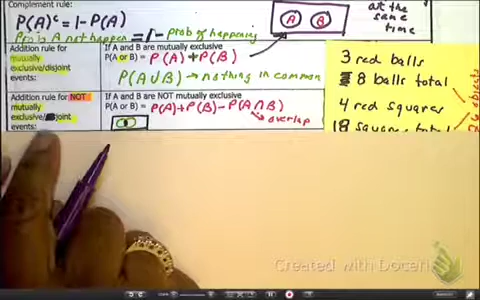 Complement rule:
P(A)ᶜ = 1 - P(A)
Prob A not happen = 1 - prob of happening
A B
at the
same
time
Addition rule for
mutually
exclusive/disjoint
events:
If A and B are mutually exclusive
P(A or B) = P(A) + P(B)
P(A∪B) → nothing in common
Addition rule for NOT
mutually
exclusive/disjoint
events:
If A and B are NOT mutually exclusive
P(A or B) = P(A) + P(B) - P(A∩B)
overlap
3 red balls
8 balls total
4 red squares
18 squares total
Created with Doceri